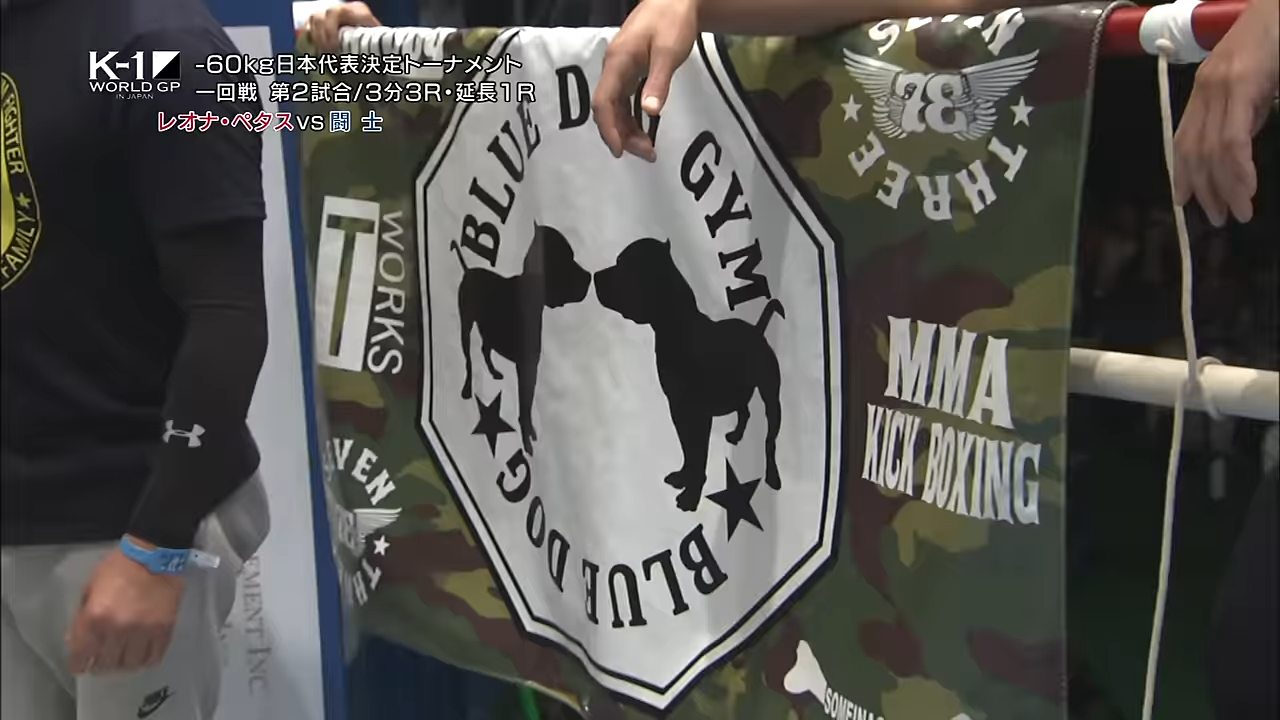 K-1
WORLD GP
IN JAPAN
-60kg日本代表決定トーナメント
一回戦 第2試合/3分3R・延長1R
レオナ・ペタスvs闘 士
FIGHTER
FAMILY
T
WORKS
BLUE
GYM
BLUE DOG
THREE
MMA
KICK BOXING